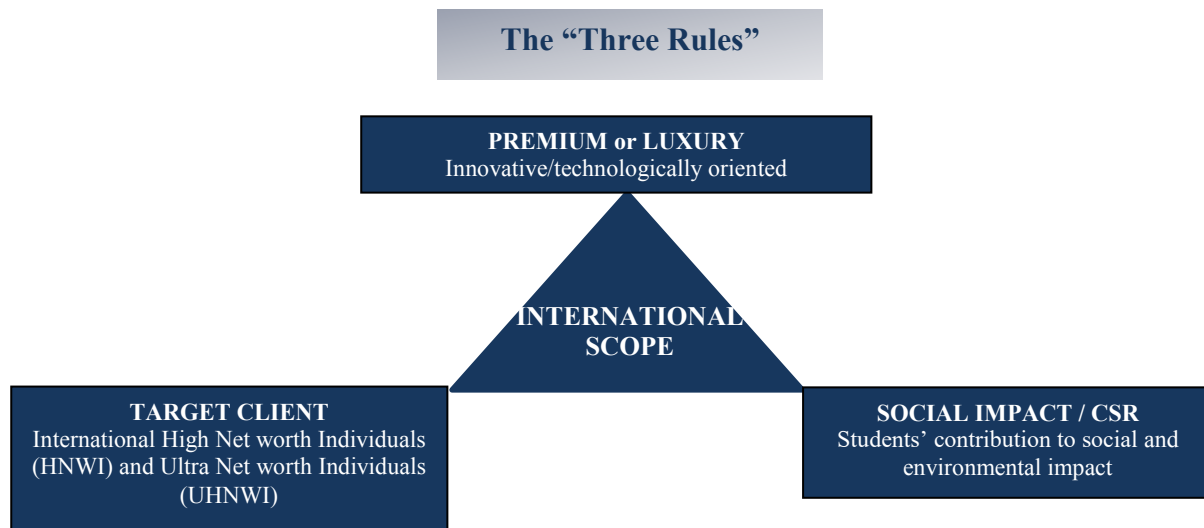 The “Three Rules”
PREMIUM or LUXURY
Innovative/technologically oriented
INTERNATIONAL
SCOPE
TARGET CLIENT
International High Net worth Individuals
(HNWI) and Ultra Net worth Individuals
(UHNWI)
SOCIAL IMPACT / CSR
Students’ contribution to social and
environmental impact